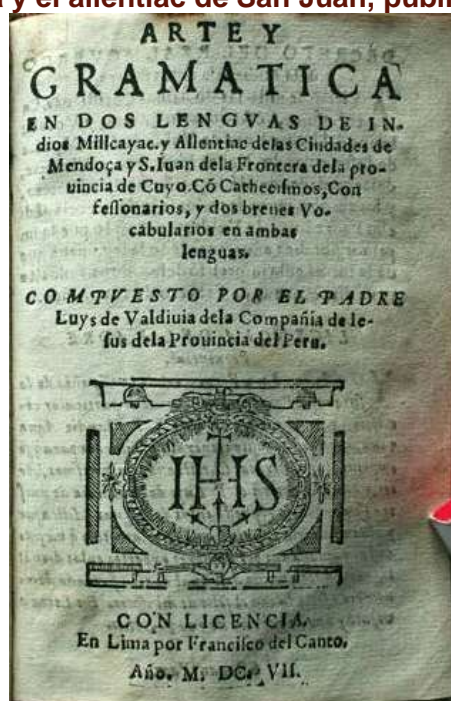 y el allentiac de San Juan, publi
ARTE Y
GRAMATICA
EN DOS LENGVAS DE IN-
dios Millcayac. y Allentiac delas Ciudades de
Mendoça y S. Iuan dela Frontera dela pro-
uincia de Cuyo. Cō Cathecismos, Con
fessionarios, y dos breues Vo-
cabularios en ambas
lenguas.
COMPVESTO POR EL PADRE
Luys de Valdiuia dela Compañia de Ie-
sus dela Prouincia del Peru.
IHS
CON LICENCIA.
En Lima por Francisco del Canto.
Año. M. DC. VII.